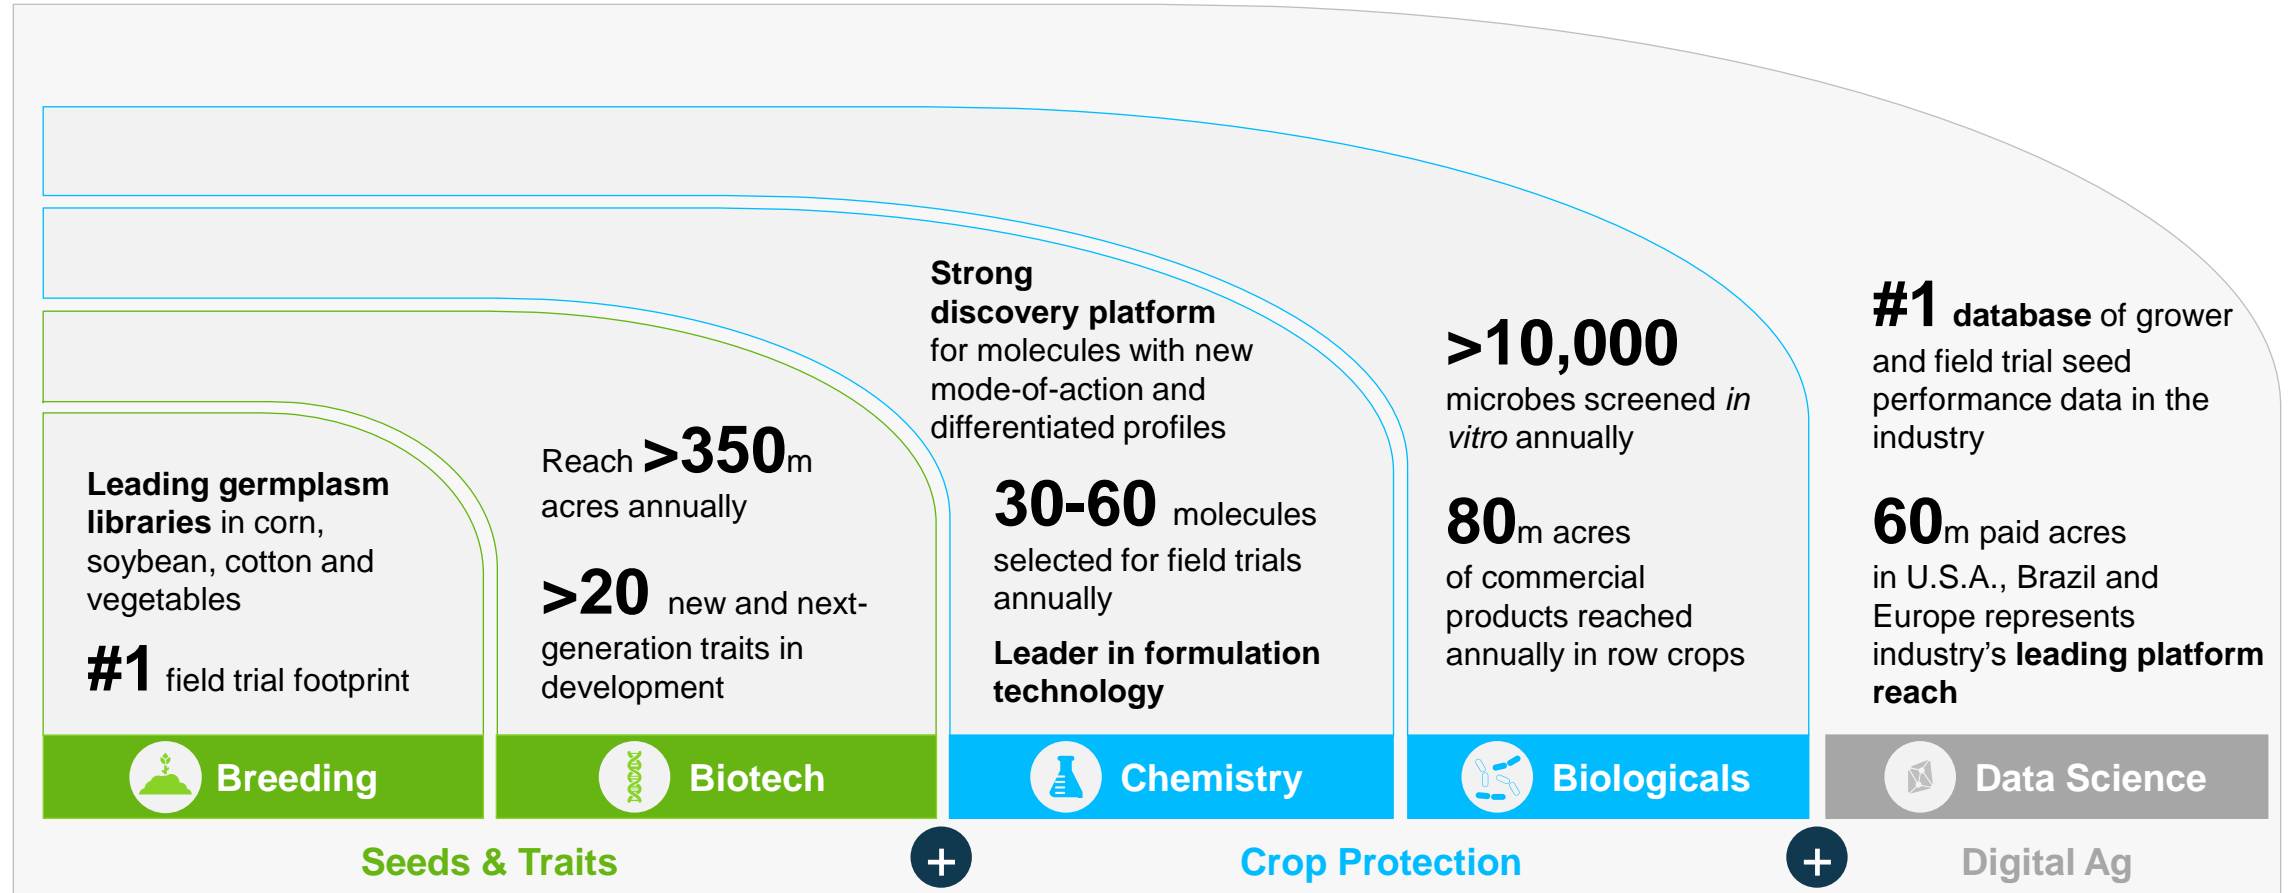 Leading germplasm
libraries in corn,
soybean, cotton and
vegetables
#1 field trial footprint
Reach >350m
acres annually
>20 new and next-
generation traits in
development
Strong
discovery platform
for molecules with new
mode-of-action and
differentiated profiles
30-60 molecules
selected for field trials
annually
Leader in formulation
technology
>10,000
microbes screened in
vitro annually
80m acres
of commercial
products reached
annually in row crops
#1 database of grower
and field trial seed
performance data in the
industry
60m paid acres
in U.S.A., Brazil and
Europe represents
industry’s leading platform
reach
Breeding
Biotech
Chemistry
Biologicals
Data Science
Seeds & Traits
+
Crop Protection
+
Digital Ag